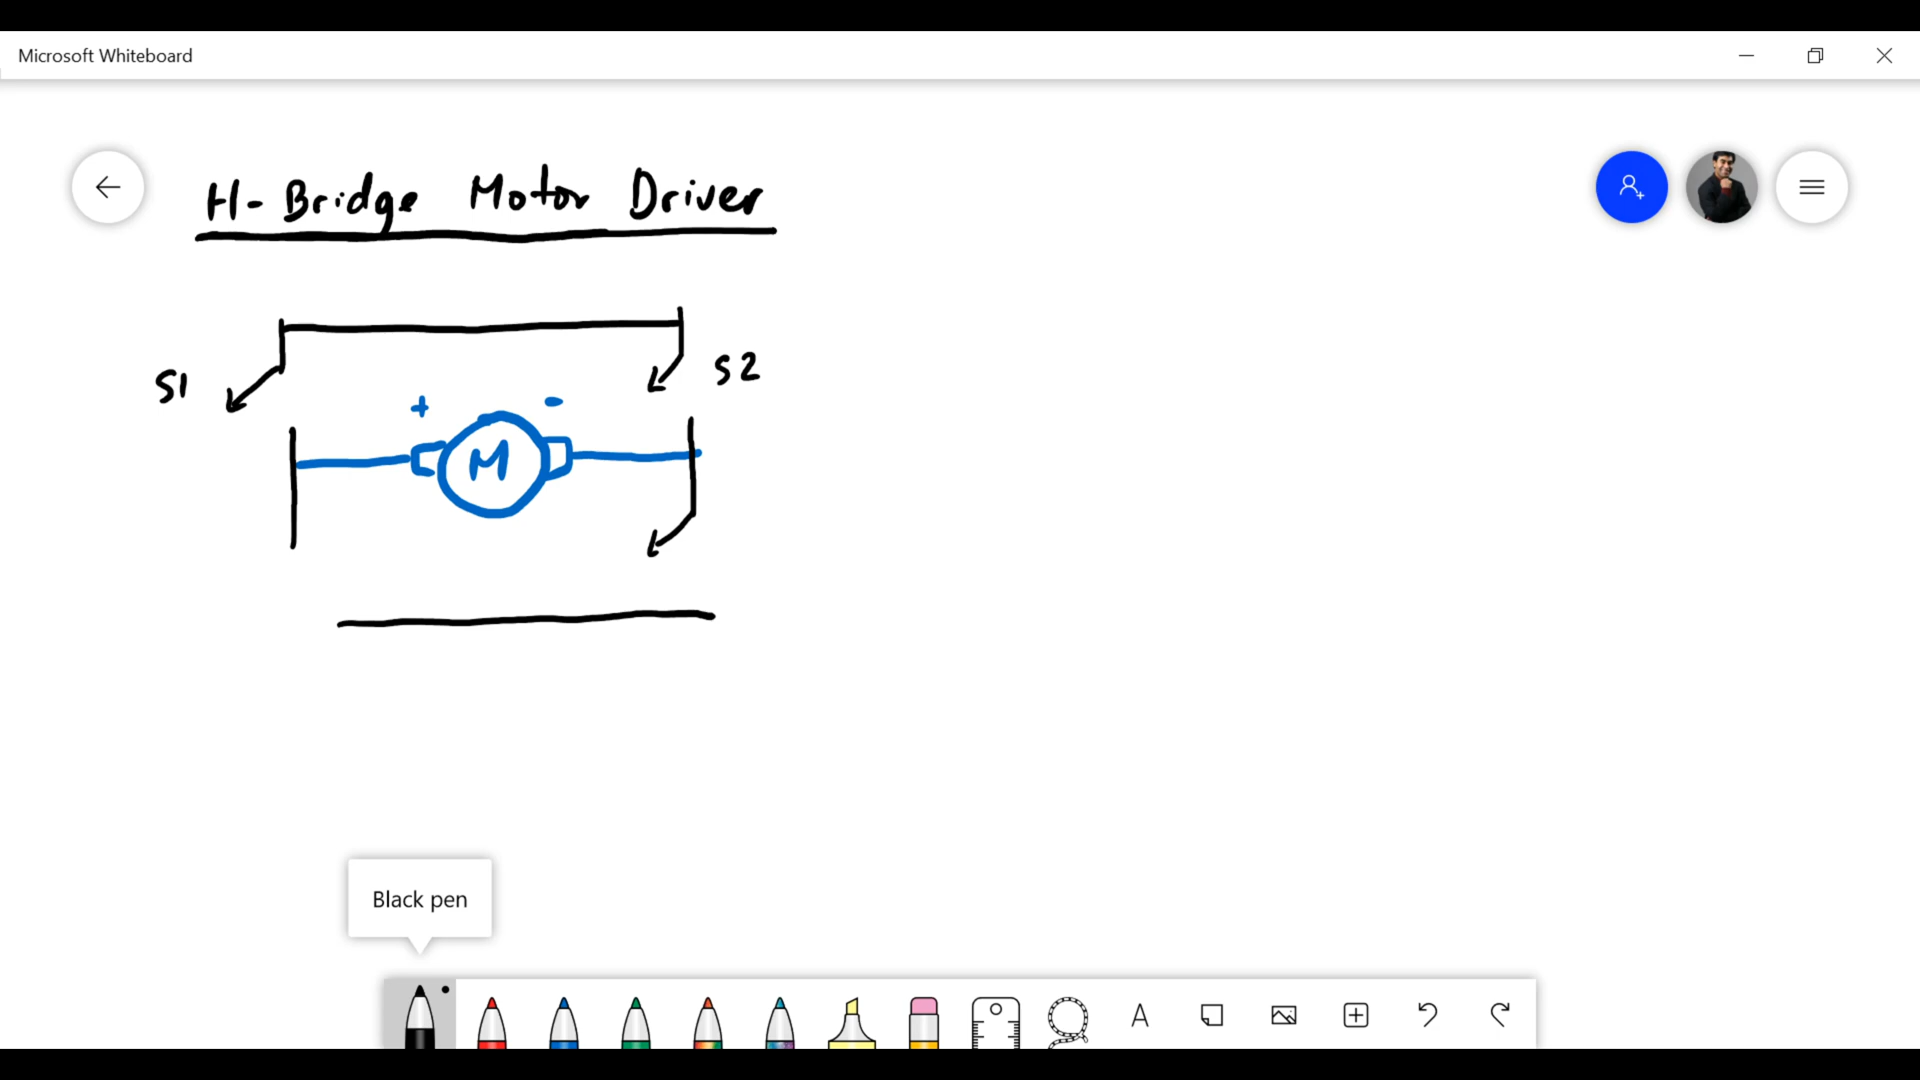 Microsoft Whiteboard
H-Bridge Motor Driver
S1
S2
+ -
M
Black pen
A